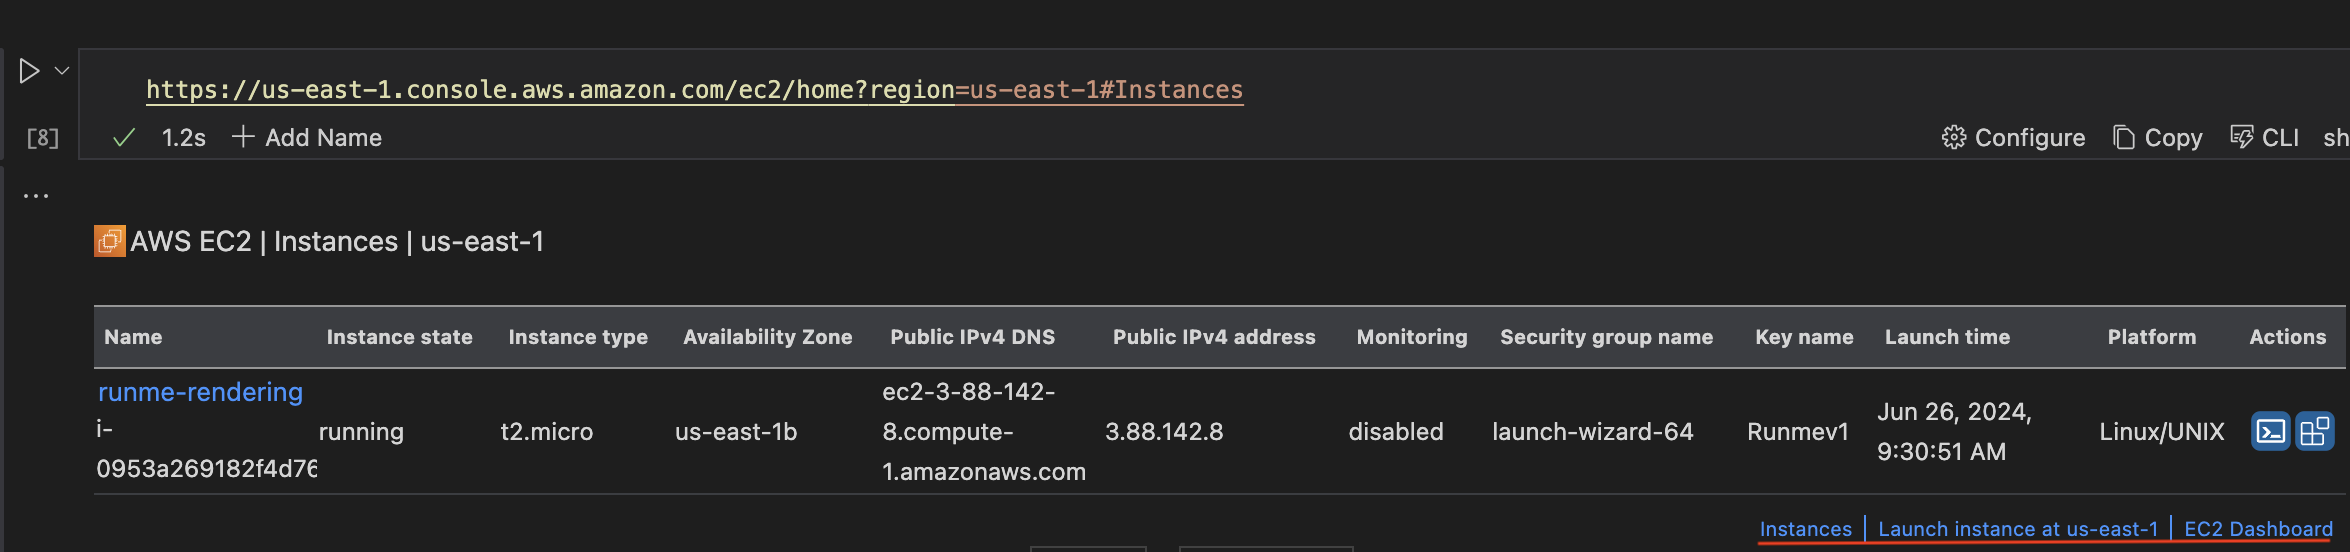 https://us-east-1.console.aws.amazon.com/ec2/home?region=us-east-1#Instances
[8] 1.2s Add Name Configure Copy CLI sh
...
AWS EC2 | Instances | us-east-1
Name Instance state Instance type Availability Zone Public IPv4 DNS Public IPv4 address Monitoring Security group name Key name Launch time Platform Actions
runme-rendering
i-
0953a269182f4d76
running
t2.micro
us-east-1b
ec2-3-88-142-
8.compute-
1.amazonaws.com
3.88.142.8
disabled
launch-wizard-64
Runmev1
Jun 26, 2024,
9:30:51 AM
Linux/UNIX
Instances | Launch instance at us-east-1 | EC2 Dashboard